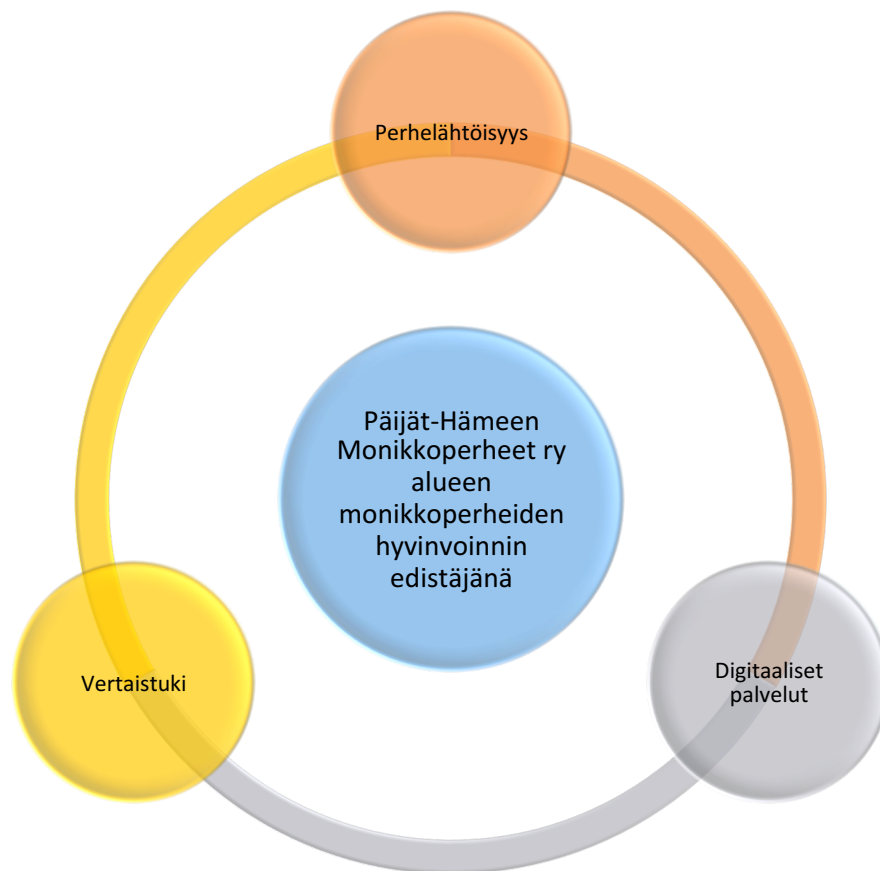 Perhelähtöisyys
Päijät-Hämeen
Monikkoperheet ry
alueen
monikkoperheiden
hyvinvoinnin
edistäjänä
Digitaaliset
palvelut
Vertaistuki